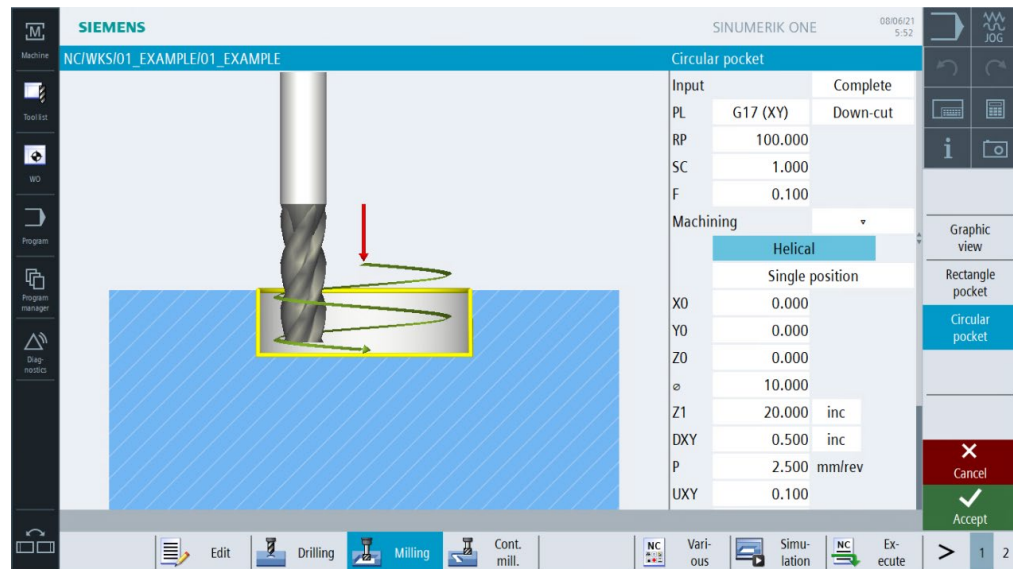 M
SIEMENS
SINUMERIK ONE
08/06/21
5:52
JOG
Machine
NC/WKS/01_EXAMPLE/01_EXAMPLE
Circular pocket
Tool list
WO
Program
Program
manager
Diag-
nostics
Input Complete
PL G17 (XY) Down-cut
RP 100.000
SC 1.000
F 0.100
Machining ▿
Helical
Single position
X0 0.000
Y0 0.000
Z0 0.000
⌀ 10.000
Z1 20.000 inc
DXY 0.500 inc
P 2.500 mm/rev
UXY 0.100
i
Graphic
view
Rectangle
pocket
Circular
pocket
Cancel
Accept
Edit
Drilling
Milling
Cont.
mill.
NC
Vari-
ous
Simu-
lation
NC
Ex-
ecute
> 1 2